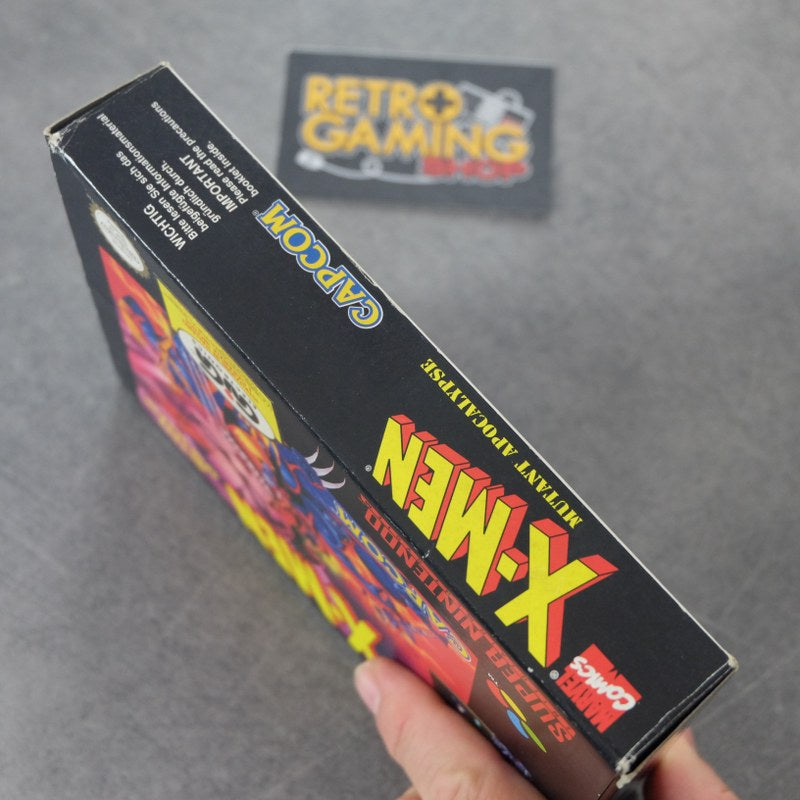 RETRO
GAMING
SHOP
WICHTIG
Bitte lesen Sie sich das
beigefügte Informationsmaterial
gründlich durch.
IMPORTANT
Please read the precautions
booklet inside.
CAPCOM®
X-MEN®
MUTANT APOCALYPSE
MARVEL
COMICS
SUPER NINTENDO
CAPCOM
X-MEN